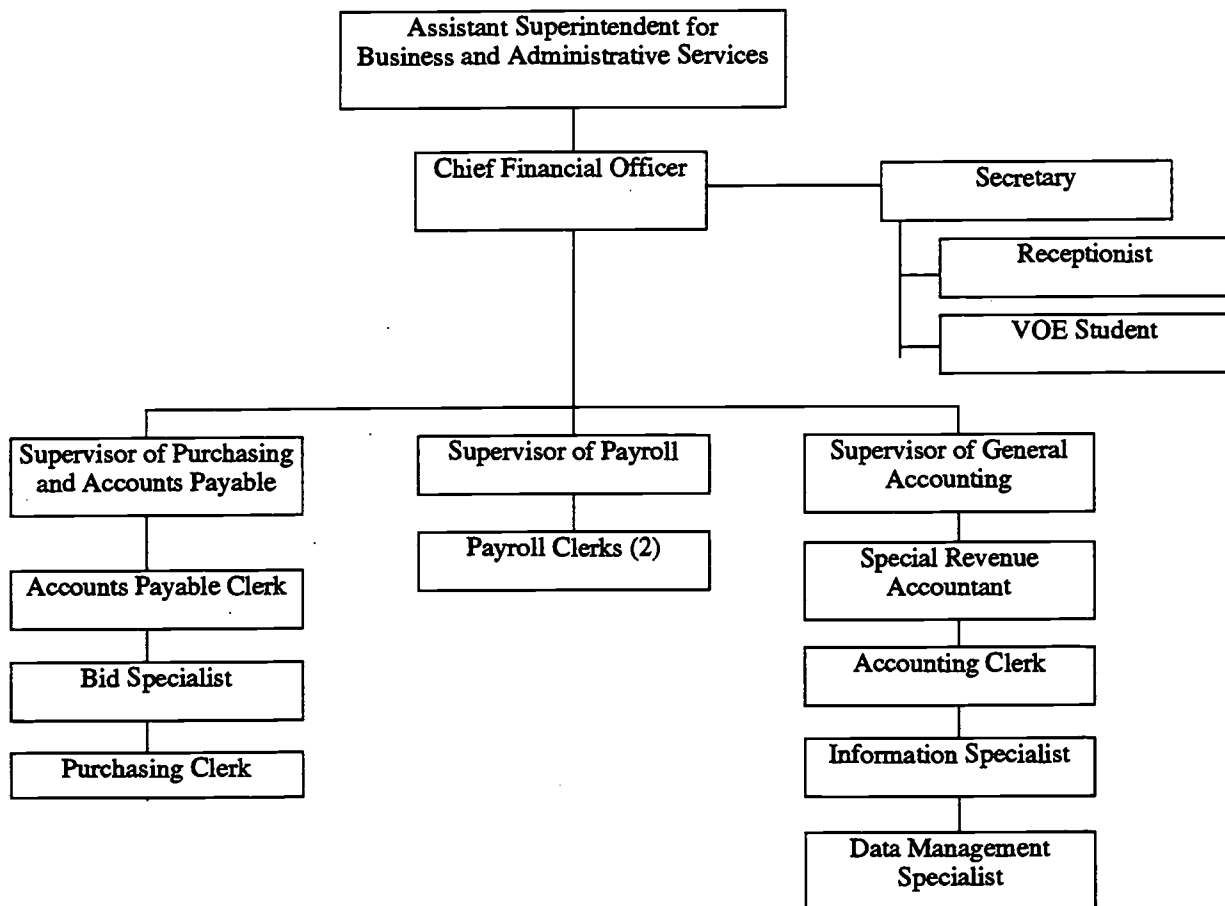 Assistant Superintendent for
Business and Administrative Services
Chief Financial Officer
Secretary
Receptionist
VOE Student
Supervisor of Purchasing
and Accounts Payable
Accounts Payable Clerk
Bid Specialist
Purchasing Clerk
Supervisor of Payroll
Payroll Clerks (2)
Supervisor of General
Accounting
Special Revenue
Accountant
Accounting Clerk
Information Specialist
Data Management
Specialist